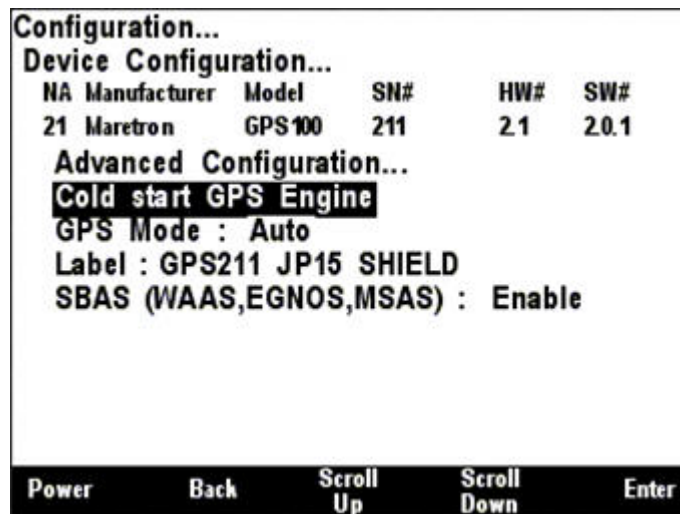 Configuration...
Device Configuration...
NA Manufacturer Model SN# HW# SW#
21 Maretron GPS100 211 2.1 2.0.1
Advanced Configuration...
Cold start GPS Engine
GPS Mode : Auto
Label : GPS211 JP15 SHIELD
SBAS (WAAS,EGNOS,MSAS) : Enable
Power Back Scroll Up Scroll Down Enter